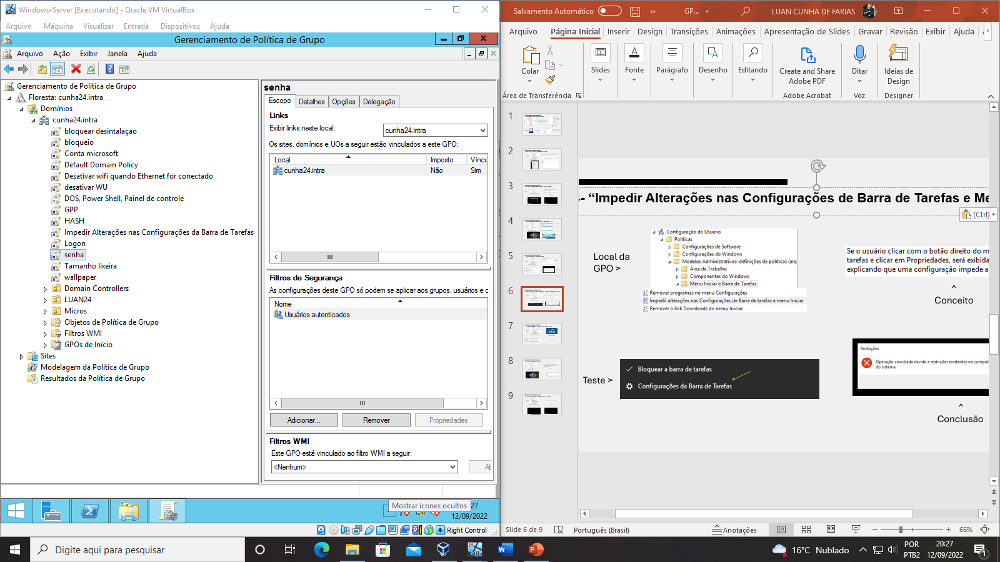 Windows-Server [Executando] - Oracle VM VirtualBox
Arquivo Máquina Visualizar Entrada Dispositivos Ajuda
Gerenciamento de Política de Grupo
Arquivo Ação Exibir Janela Ajuda
Gerenciamento de Política de Grupo
Floresta: cunha24.intra
Domínios
cunha24.intra
bloquear desintalaçao
bloqueio
Conta microsoft
Default Domain Policy
Desativar wifi quando Ethernet for conectado
desativar WU
DOS, Power Shell, Painel de controle
GPP
HASH
Impedir Alterações nas Configurações da Barra de Tarefas
Logon
senha
Tamanho lixeira
wallpaper
Domain Controllers
LUAN24
Micros
Objetos de Política de Grupo
Filtros WMI
GPOs de Início
Sites
Modelagem da Política de Grupo
Resultados da Política de Grupo
senha
Escopo Detalhes Opções Delegação
Links
Exibir links neste local: cunha24.intra
Os sites, domínios e UOs a seguir estão vinculados a este GPO:
Local Imposto Víncu
cunha24.intra Não Sim
Filtros de Segurança
As configurações deste GPO só podem se aplicar aos grupos, usuários e c
Nome
Usuários autenticados
Adicionar... Remover Propriedades
Filtros WMI
Este GPO está vinculado ao filtro WMI a seguir:
<Nenhum> Ab
Mostrar ícones ocultos
27
12/09/2022
Right Control
Salvamento Automático GP... LUAN CUNHA DE FARIAS
Arquivo Página Inicial Inserir Design Transições Animações Apresentação de Slides Gravar Revisão Exibir Ajuda
Colar Slides Fonte Parágrafo Desenho Editando Create and Share Adobe PDF Ditar Ideias de Design
Área de Transferência Adobe Acrobat Voz Designer
1
2
3
4
5
6
7
8
9
- “Impedir Alterações nas Configurações de Barra de Tarefas e Me
(Ctrl)
Local da
GPO >
Configuração do Usuário
Políticas
Configurações de Software
Configurações do Windows
Modelos Administrativos: definições de políticas (arq
Área de Trabalho
Componentes do Windows
Menu Iniciar e Barra de Tarefas
Remover programas no menu Configurações
Impedir alterações nas Configurações de Barra de tarefas e menu Iniciar
Remover o link Downloads do menu Iniciar
Se o usuário clicar com o botão direito do m
tarefas e clicar em Propriedades, será exibida
explicando que uma configuração impede a
^
Conceito
Teste >
Bloquear a barra de tarefas
Configurações da Barra de Tarefas
Restrições
Operação cancelada devido a restrições existentes no comput
do sistema.
^
Conclusão
Slide 6 de 9 Português (Brasil) Anotações 66%
Digite aqui para pesquisar
16°C Nublado
POR
PTB2
20:27
12/09/2022
1